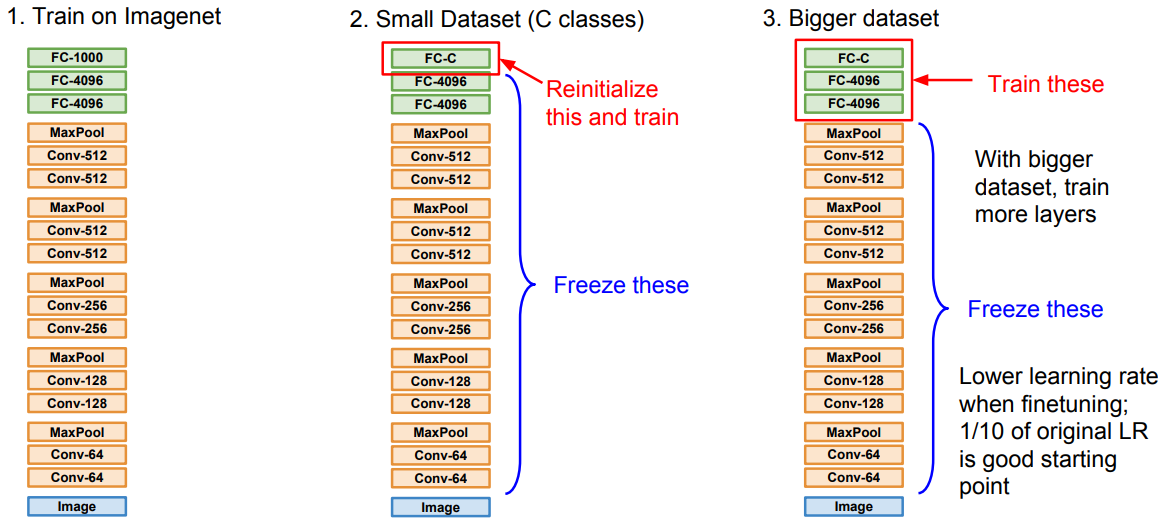 1. Train on Imagenet
FC-1000
FC-4096
FC-4096
MaxPool
Conv-512
Conv-512
MaxPool
Conv-512
Conv-512
MaxPool
Conv-256
Conv-256
MaxPool
Conv-128
Conv-128
MaxPool
Conv-64
Conv-64
Image
2. Small Dataset (C classes)
FC-C
FC-4096
FC-4096
MaxPool
Conv-512
Conv-512
MaxPool
Conv-512
Conv-512
MaxPool
Conv-256
Conv-256
MaxPool
Conv-128
Conv-128
MaxPool
Conv-64
Conv-64
Image
Reinitialize
this and train
Freeze these
3. Bigger dataset
FC-C
FC-4096
FC-4096
MaxPool
Conv-512
Conv-512
MaxPool
Conv-512
Conv-512
MaxPool
Conv-256
Conv-256
MaxPool
Conv-128
Conv-128
MaxPool
Conv-64
Conv-64
Image
Train these
With bigger
dataset, train
more layers
Freeze these
Lower learning rate
when finetuning;
1/10 of original LR
is good starting
point